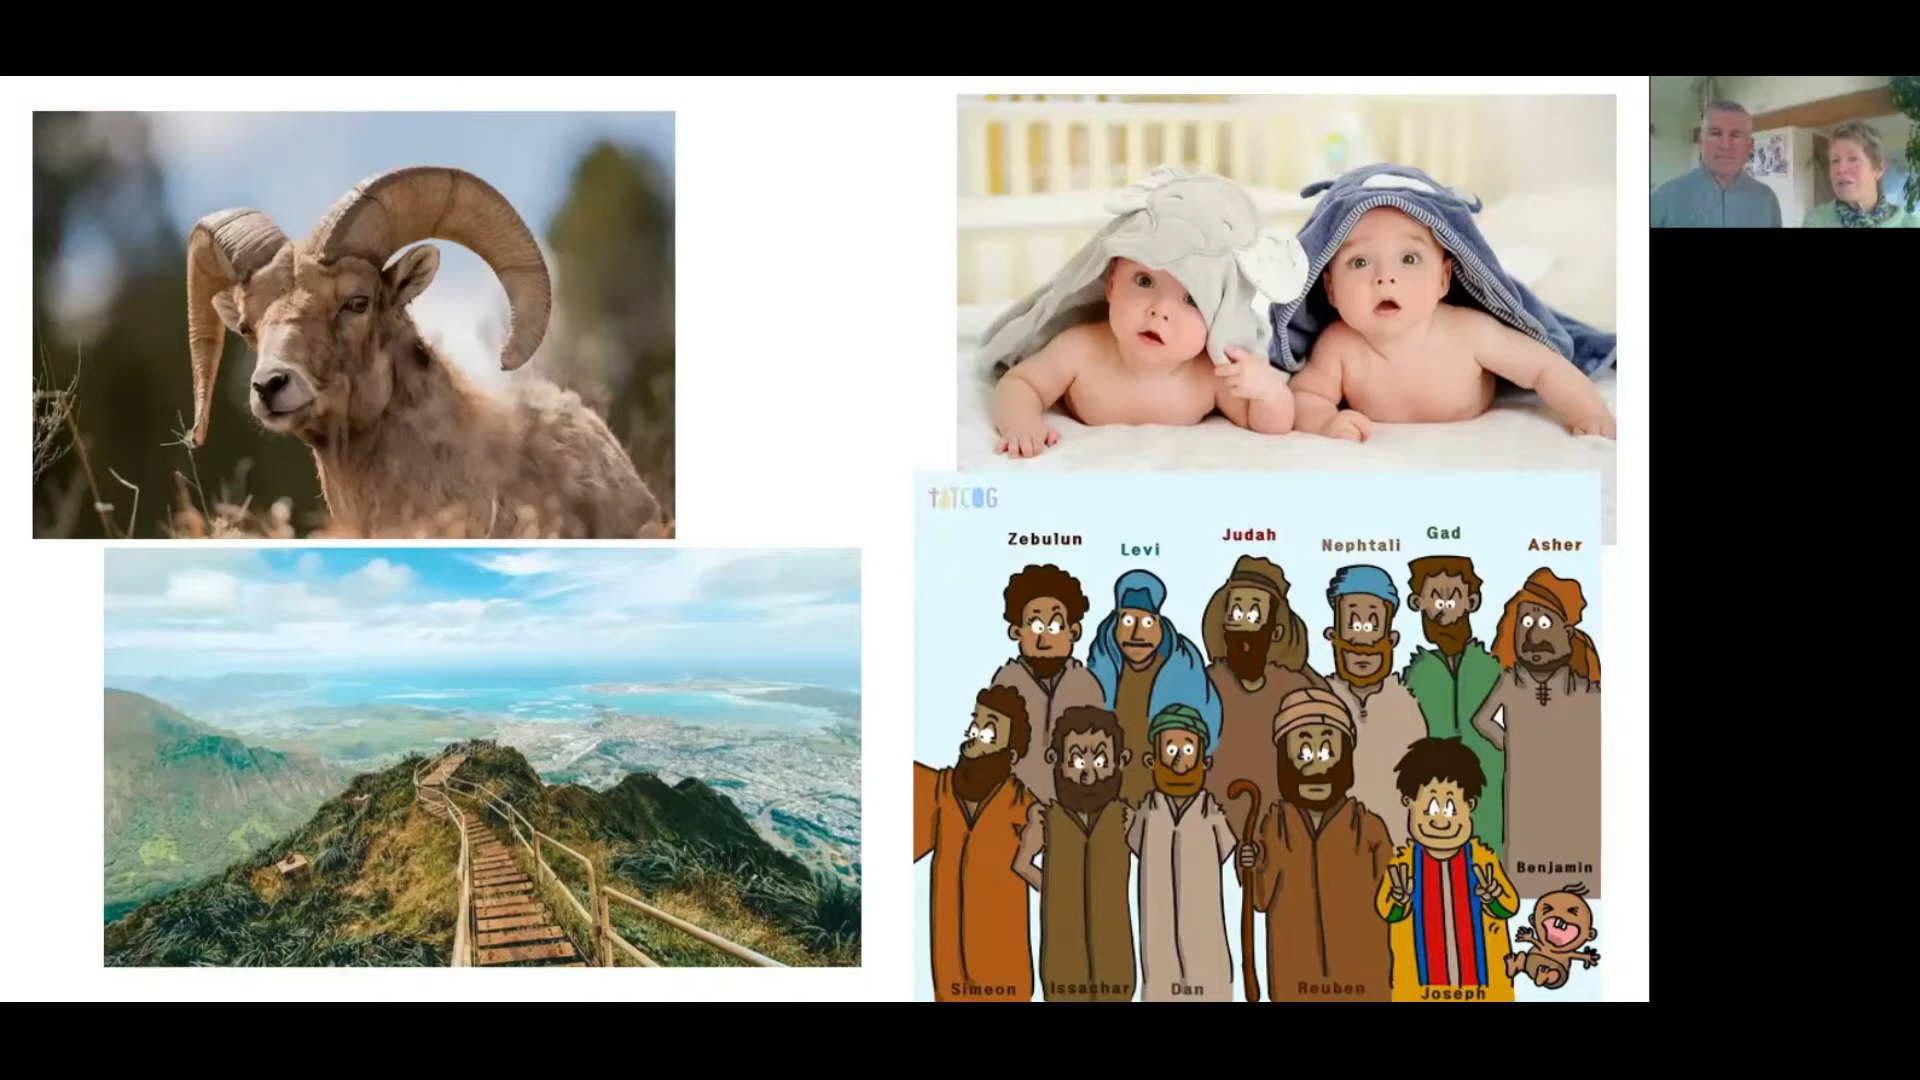 TATCOG
Zebulun
Levi
Judah
Nephtali
Gad
Asher
Benjamin
Simeon
Issachar
Dan
Reuben
Joseph